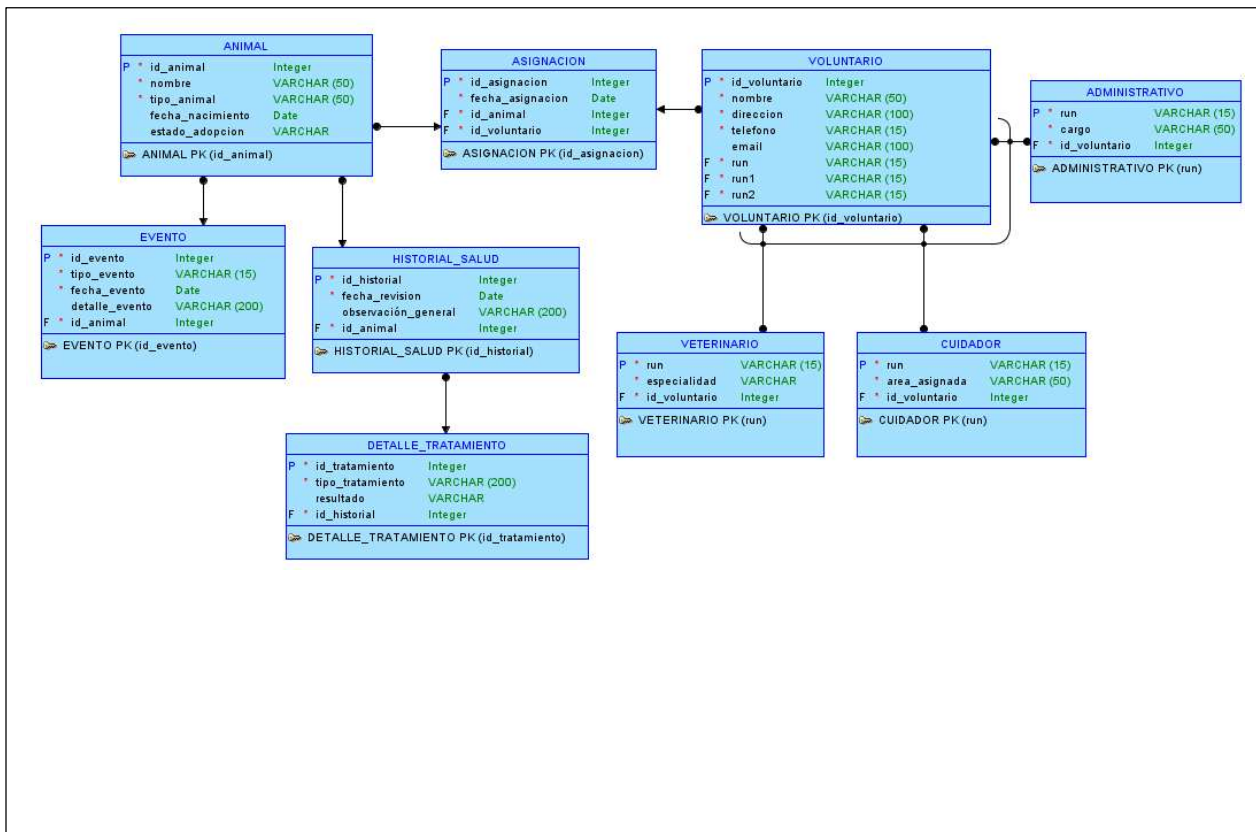 ANIMAL
P * id_animal Integer
* nombre VARCHAR (50)
* tipo_animal VARCHAR (50)
fecha_nacimiento Date
estado_adopcion VARCHAR
ANIMAL PK (id_animal)
ASIGNACION
P * id_asignacion Integer
* fecha_asignacion Date
F * id_animal Integer
F * id_voluntario Integer
ASIGNACION PK (id_asignacion)
VOLUNTARIO
P * id_voluntario Integer
* nombre VARCHAR (50)
* direccion VARCHAR (100)
* telefono VARCHAR (15)
email VARCHAR (100)
F * run VARCHAR (15)
F * run1 VARCHAR (15)
F * run2 VARCHAR (15)
VOLUNTARIO PK (id_voluntario)
ADMINISTRATIVO
P * run VARCHAR (15)
* cargo VARCHAR (50)
F * id_voluntario Integer
ADMINISTRATIVO PK (run)
EVENTO
P * id_evento Integer
* tipo_evento VARCHAR (15)
* fecha_evento Date
detalle_evento VARCHAR (200)
F * id_animal Integer
EVENTO PK (id_evento)
HISTORIAL_SALUD
P * id_historial Integer
* fecha_revision Date
observación_general VARCHAR (200)
F * id_animal Integer
HISTORIAL_SALUD PK (id_historial)
VETERINARIO
P * run VARCHAR (15)
* especialidad VARCHAR
F * id_voluntario Integer
VETERINARIO PK (run)
CUIDADOR
P * run VARCHAR (15)
* area_asignada VARCHAR (50)
F * id_voluntario Integer
CUIDADOR PK (run)
DETALLE_TRATAMIENTO
P * id_tratamiento Integer
* tipo_tratamiento VARCHAR (200)
resultado VARCHAR
F * id_historial Integer
DETALLE_TRATAMIENTO PK (id_tratamiento)